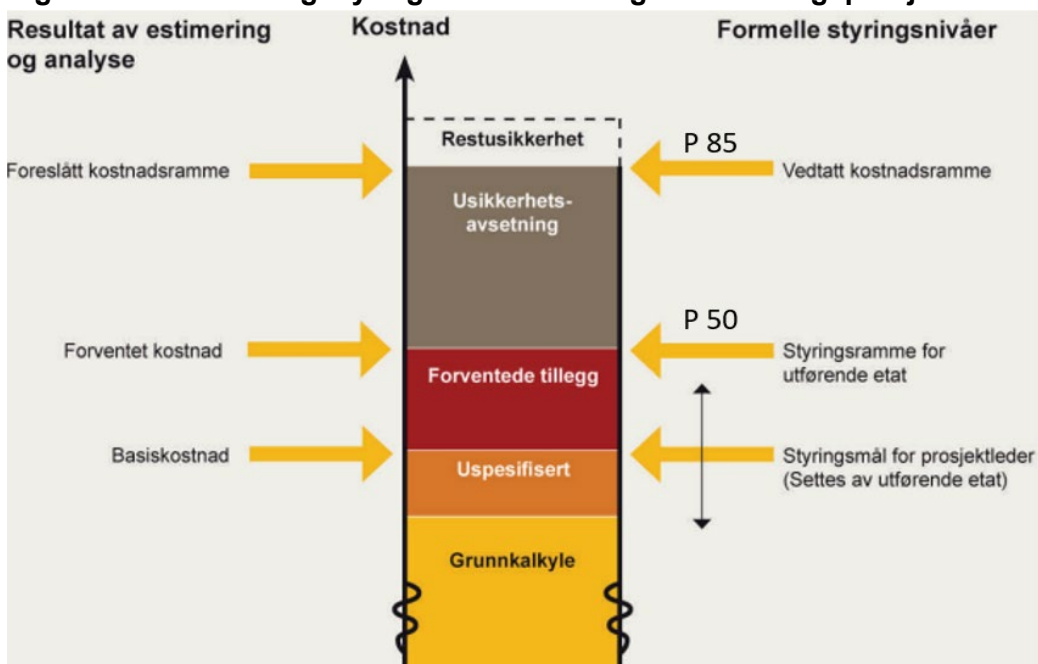 Resultat av estimering
og analyse
Kostnad
Formelle styringsnivåer
Restusikkerhet
P 85
Foreslått kostnadsramme
Vedtatt kostnadsramme
Usikkerhets-
avsetning
P 50
Forventet kostnad
Styringsramme for
utførende etat
Forventede tillegg
Basiskostnad
Styringsmål for prosjektleder
(Settes av utførende etat)
Uspesifisert
Grunnkalkyle